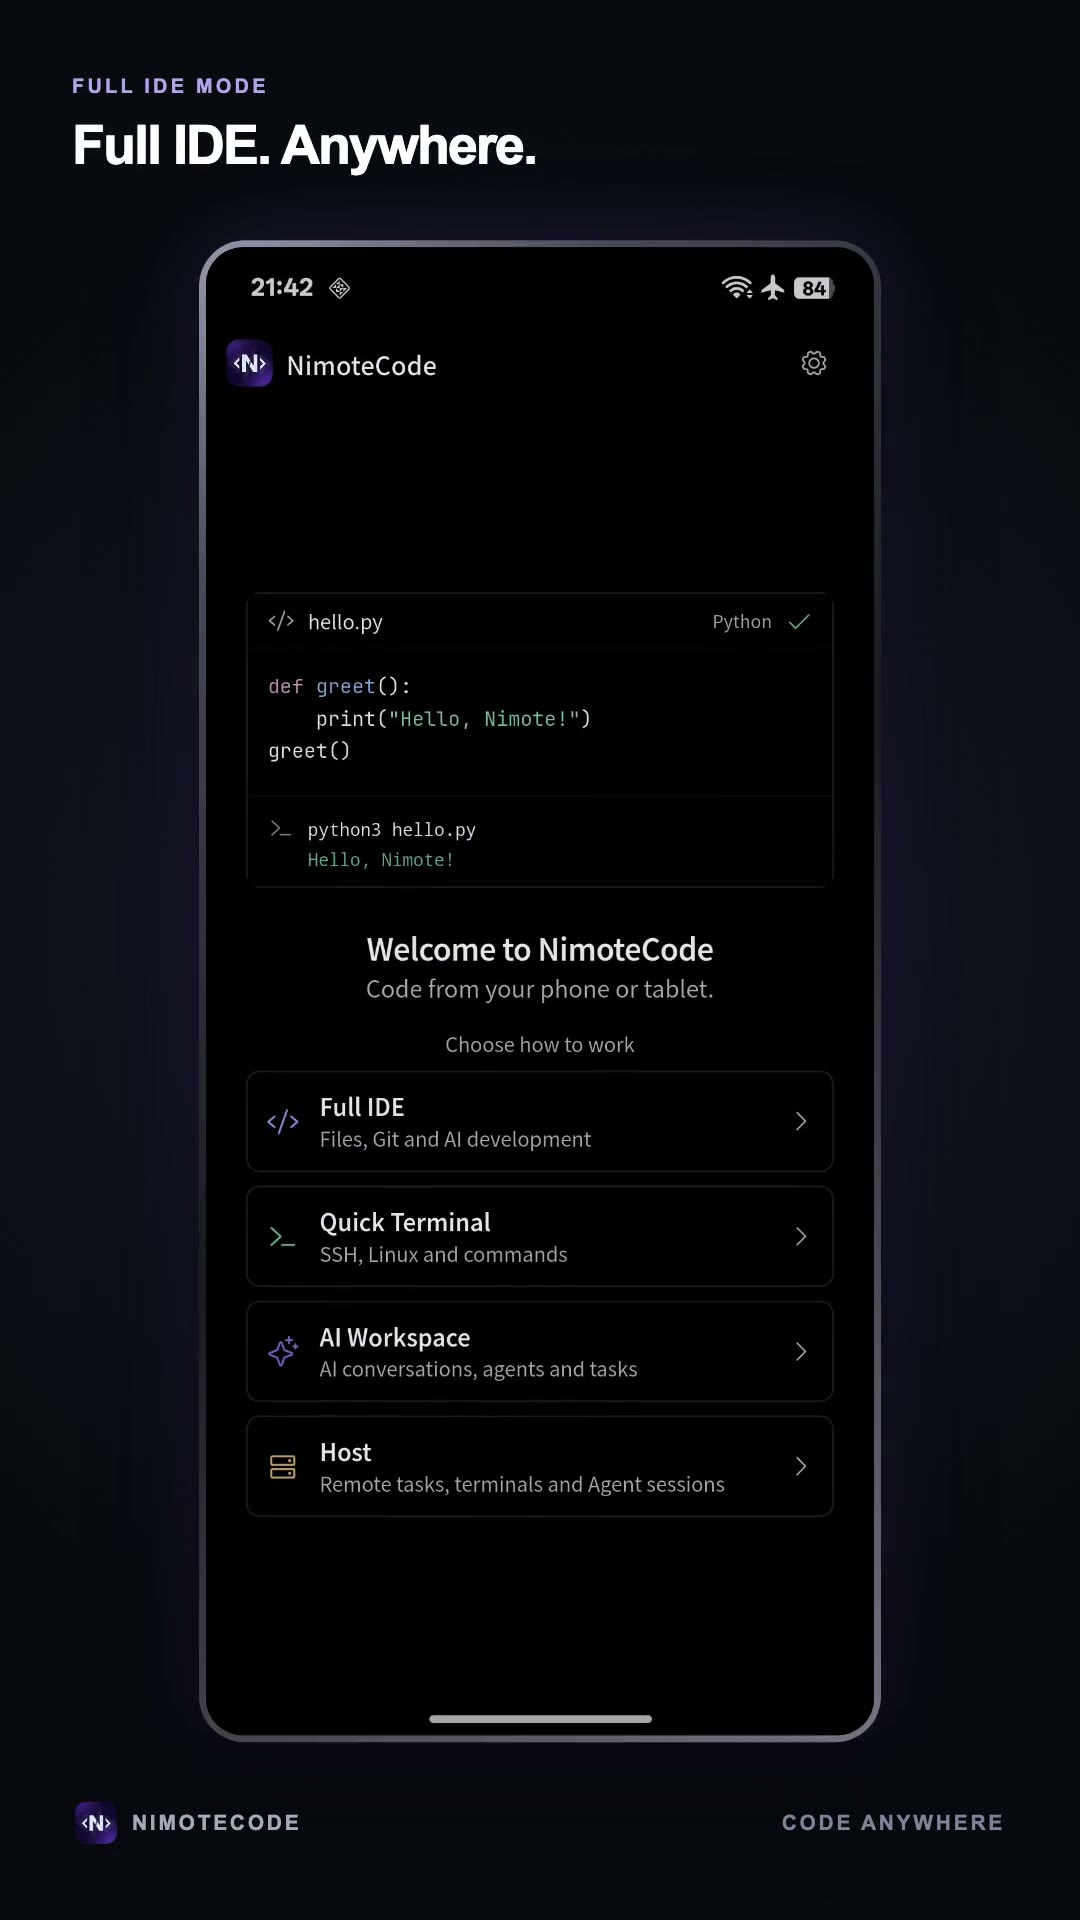 FULL IDE MODE
Full IDE. Anywhere.
21:42
84
<N> NimoteCode
</> hello.py
Python
def greet():
    print("Hello, Nimote!")
greet()
>_ python3 hello.py
Hello, Nimote!
Welcome to NimoteCode
Code from your phone or tablet.
Choose how to work
</> Full IDE
Files, Git and AI development
>_ Quick Terminal
SSH, Linux and commands
AI Workspace
AI conversations, agents and tasks
Host
Remote tasks, terminals and Agent sessions
<N> NIMOTECODE
CODE ANYWHERE